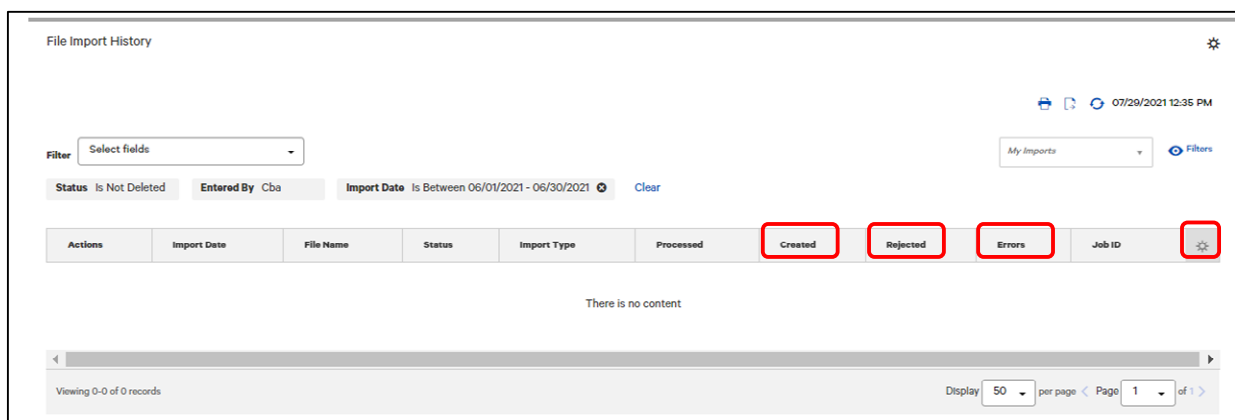 File Import History
07/29/2021 12:35 PM
Filter Select fields My Imports Filters
Status Is Not Deleted Entered By Cba Import Date Is Between 06/01/2021 - 06/30/2021 Clear
Actions Import Date File Name Status Import Type Processed Created Rejected Errors Job ID
There is no content
Viewing 0-0 of 0 records Display 50 per page Page 1 of 1